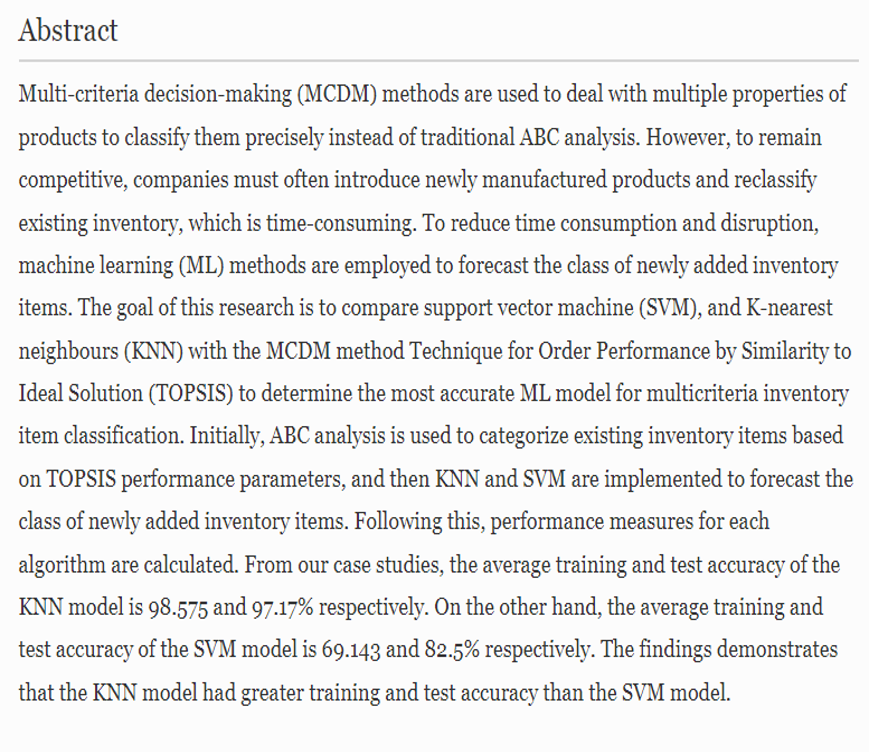 Abstract
Multi-criteria decision-making (MCDM) methods are used to deal with multiple properties of
products to classify them precisely instead of traditional ABC analysis. However, to remain
competitive, companies must often introduce newly manufactured products and reclassify
existing inventory, which is time-consuming. To reduce time consumption and disruption,
machine learning (ML) methods are employed to forecast the class of newly added inventory
items. The goal of this research is to compare support vector machine (SVM), and K-nearest
neighbours (KNN) with the MCDM method Technique for Order Performance by Similarity to
Ideal Solution (TOPSIS) to determine the most accurate ML model for multicriteria inventory
item classification. Initially, ABC analysis is used to categorize existing inventory items based
on TOPSIS performance parameters, and then KNN and SVM are implemented to forecast the
class of newly added inventory items. Following this, performance measures for each
algorithm are calculated. From our case studies, the average training and test accuracy of the
KNN model is 98.575 and 97.17% respectively. On the other hand, the average training and
test accuracy of the SVM model is 69.143 and 82.5% respectively. The findings demonstrates
that the KNN model had greater training and test accuracy than the SVM model.